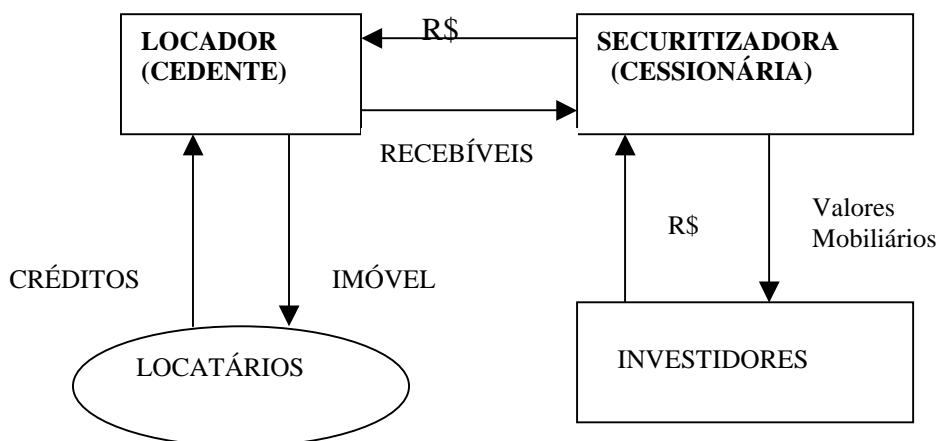 LOCADOR
(CEDENTE)
R$
SECURITIZADORA
(CESSIONÁRIA)
RECEBÍVEIS
R$
Valores
Mobiliários
CRÉDITOS
IMÓVEL
LOCATÁRIOS
INVESTIDORES